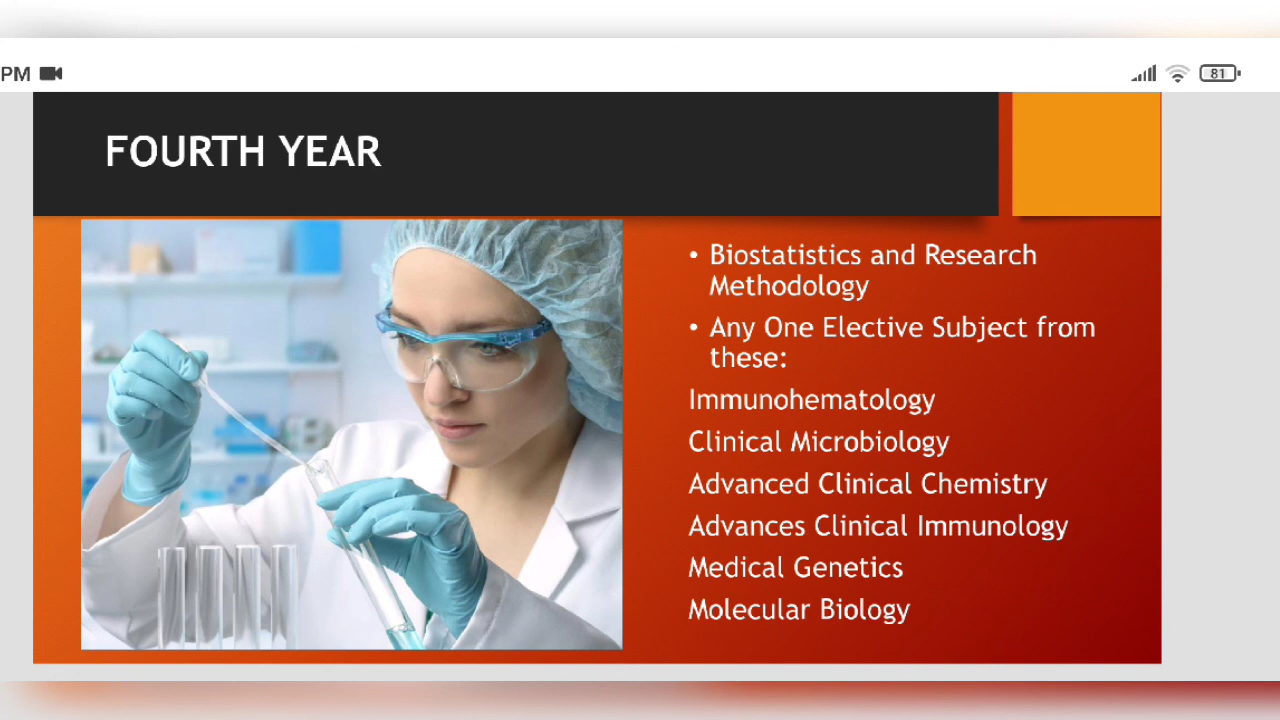 PM
81
FOURTH YEAR
• Biostatistics and Research
Methodology
• Any One Elective Subject from
these:
Immunohematology
Clinical Microbiology
Advanced Clinical Chemistry
Advances Clinical Immunology
Medical Genetics
Molecular Biology